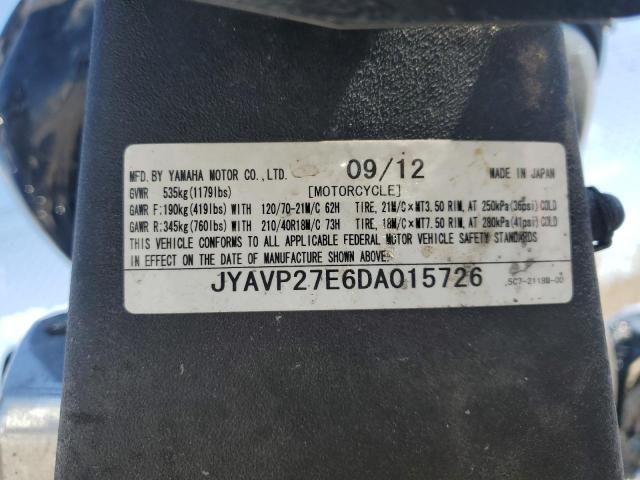 MFD. BY YAMAHA MOTOR CO., LTD. 09/12 MADE IN JAPAN
GVWR 535kg(1179lbs) [MOTORCYCLE]
GAWR F:190kg(419lbs) WITH 120/70-21M/C 62H TIRE, 21M/C×MT3.50 RIM, AT 250kPa(36psi) COLD
GAWR R:345kg(760lbs) WITH 210/40R18M/C 73H TIRE, 18M/C×MT7.50 RIM, AT 280kPa(41psi) COLD
THIS VEHICLE CONFORMS TO ALL APPLICABLE FEDERAL MOTOR VEHICLE SAFETY STANDARDS
IN EFFECT ON THE DATE OF MANUFACTURE SHOWN ABOVE.
JYAVP27E6DA015726
5C7-2118B-00